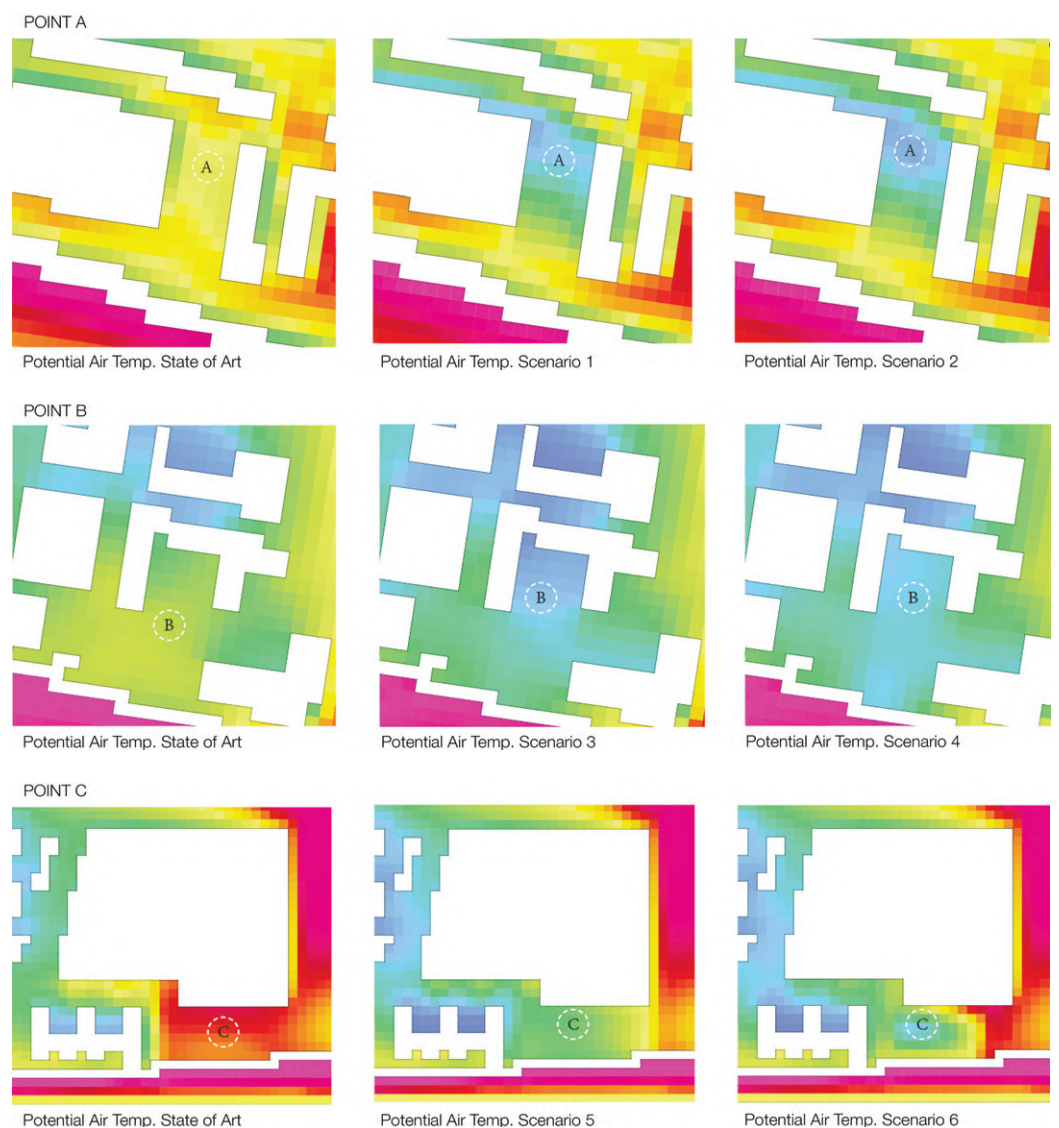 POINT A
A
A
A
Potential Air Temp. State of Art
Potential Air Temp. Scenario 1
Potential Air Temp. Scenario 2
POINT B
B
B
B
Potential Air Temp. State of Art
Potential Air Temp. Scenario 3
Potential Air Temp. Scenario 4
POINT C
C
C
C
Potential Air Temp. State of Art
Potential Air Temp. Scenario 5
Potential Air Temp. Scenario 6